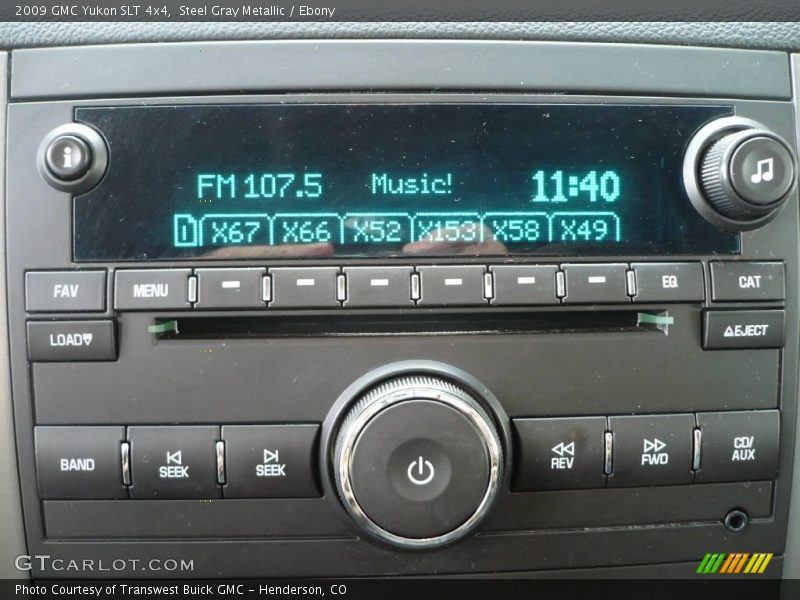 2009 GMC Yukon SLT 4x4, Steel Gray Metallic / Ebony
i
FM 107.5 Music! 11:40
1 X67 X66 X52 X153 X58 X49
FAV MENU EQ CAT
LOAD EJECT
BAND SEEK SEEK REV FWD CD/AUX
GTCARLOT.COM
Photo Courtesy of Transwest Buick GMC - Henderson, CO